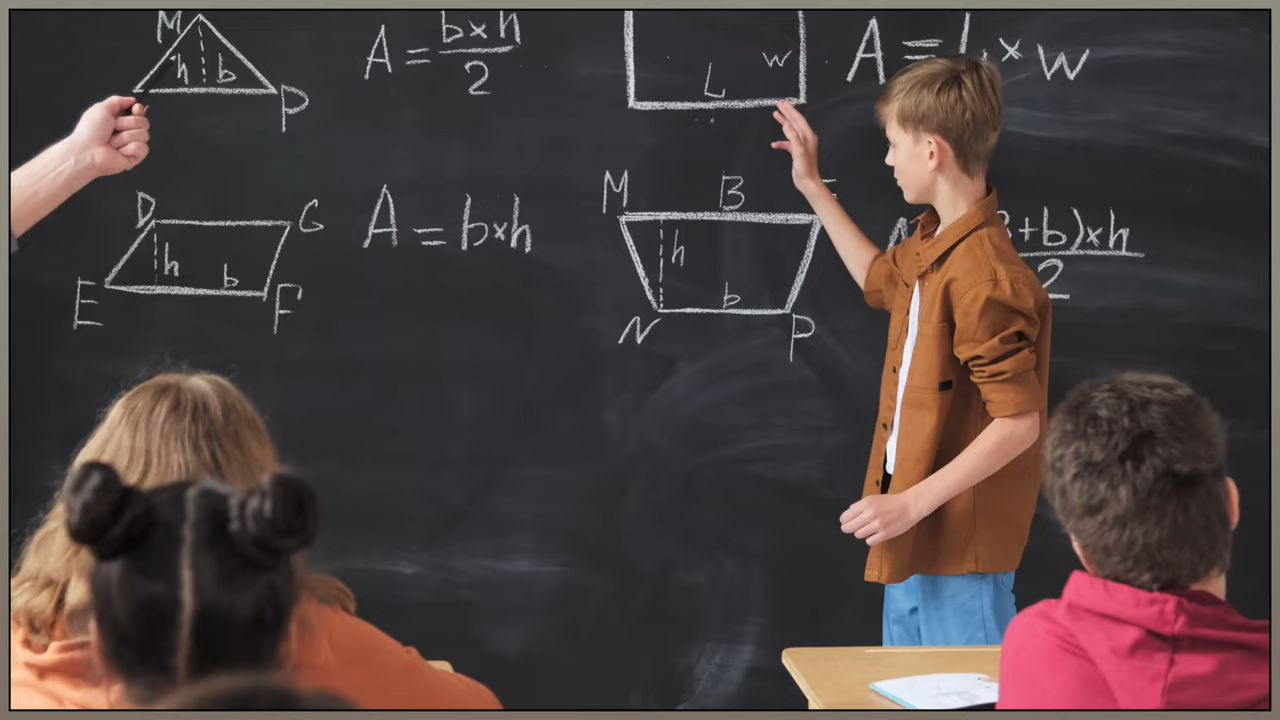 M
h b
P
A = b×h
2
L
w
A = L × w
D
G
h
b
E
F
A = b×h
M
B
h
b
N
P
+b)×h
2